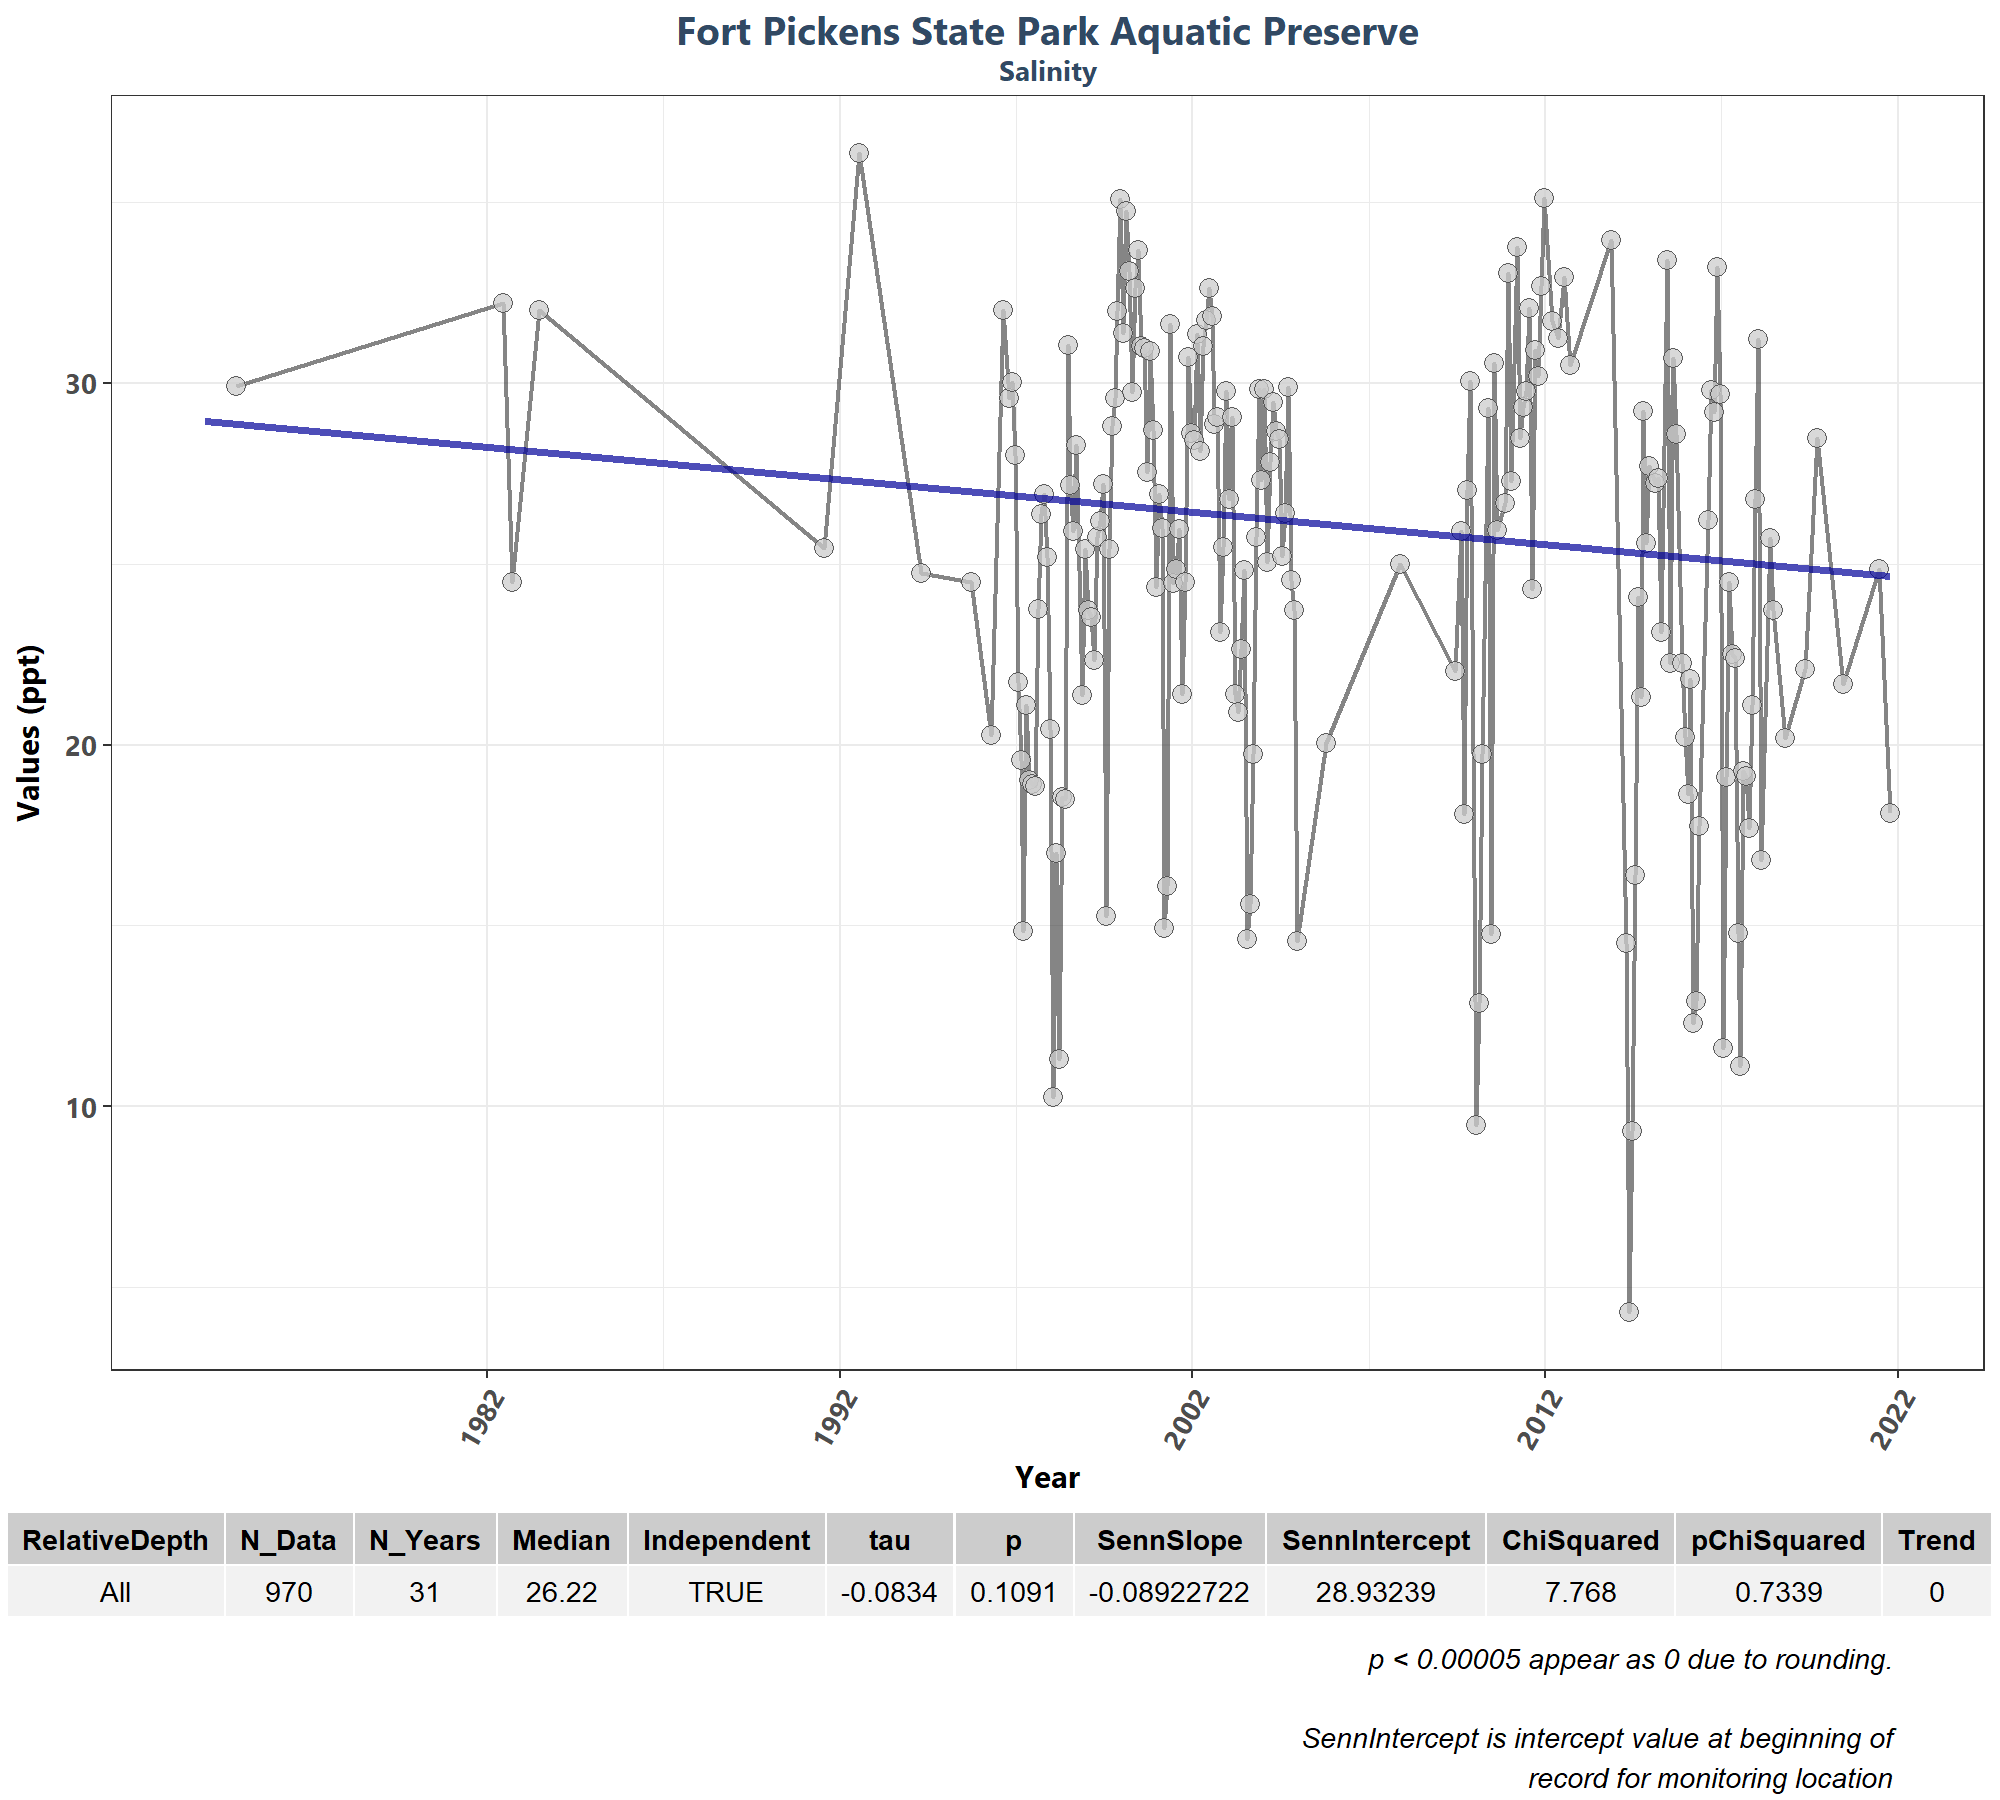 Fort Pickens State Park Aquatic Preserve
Salinity
Values (ppt)
30
20
10
1982
1992
2002
2012
2022
Year
RelativeDepth N_Data N_Years Median Independent tau p SennSlope SennIntercept ChiSquared pChiSquared Trend
All 970 31 26.22 TRUE -0.0834 0.1091 -0.08922722 28.93239 7.768 0.7339 0
p < 0.00005 appear as 0 due to rounding.
SennIntercept is intercept value at beginning of
record for monitoring location